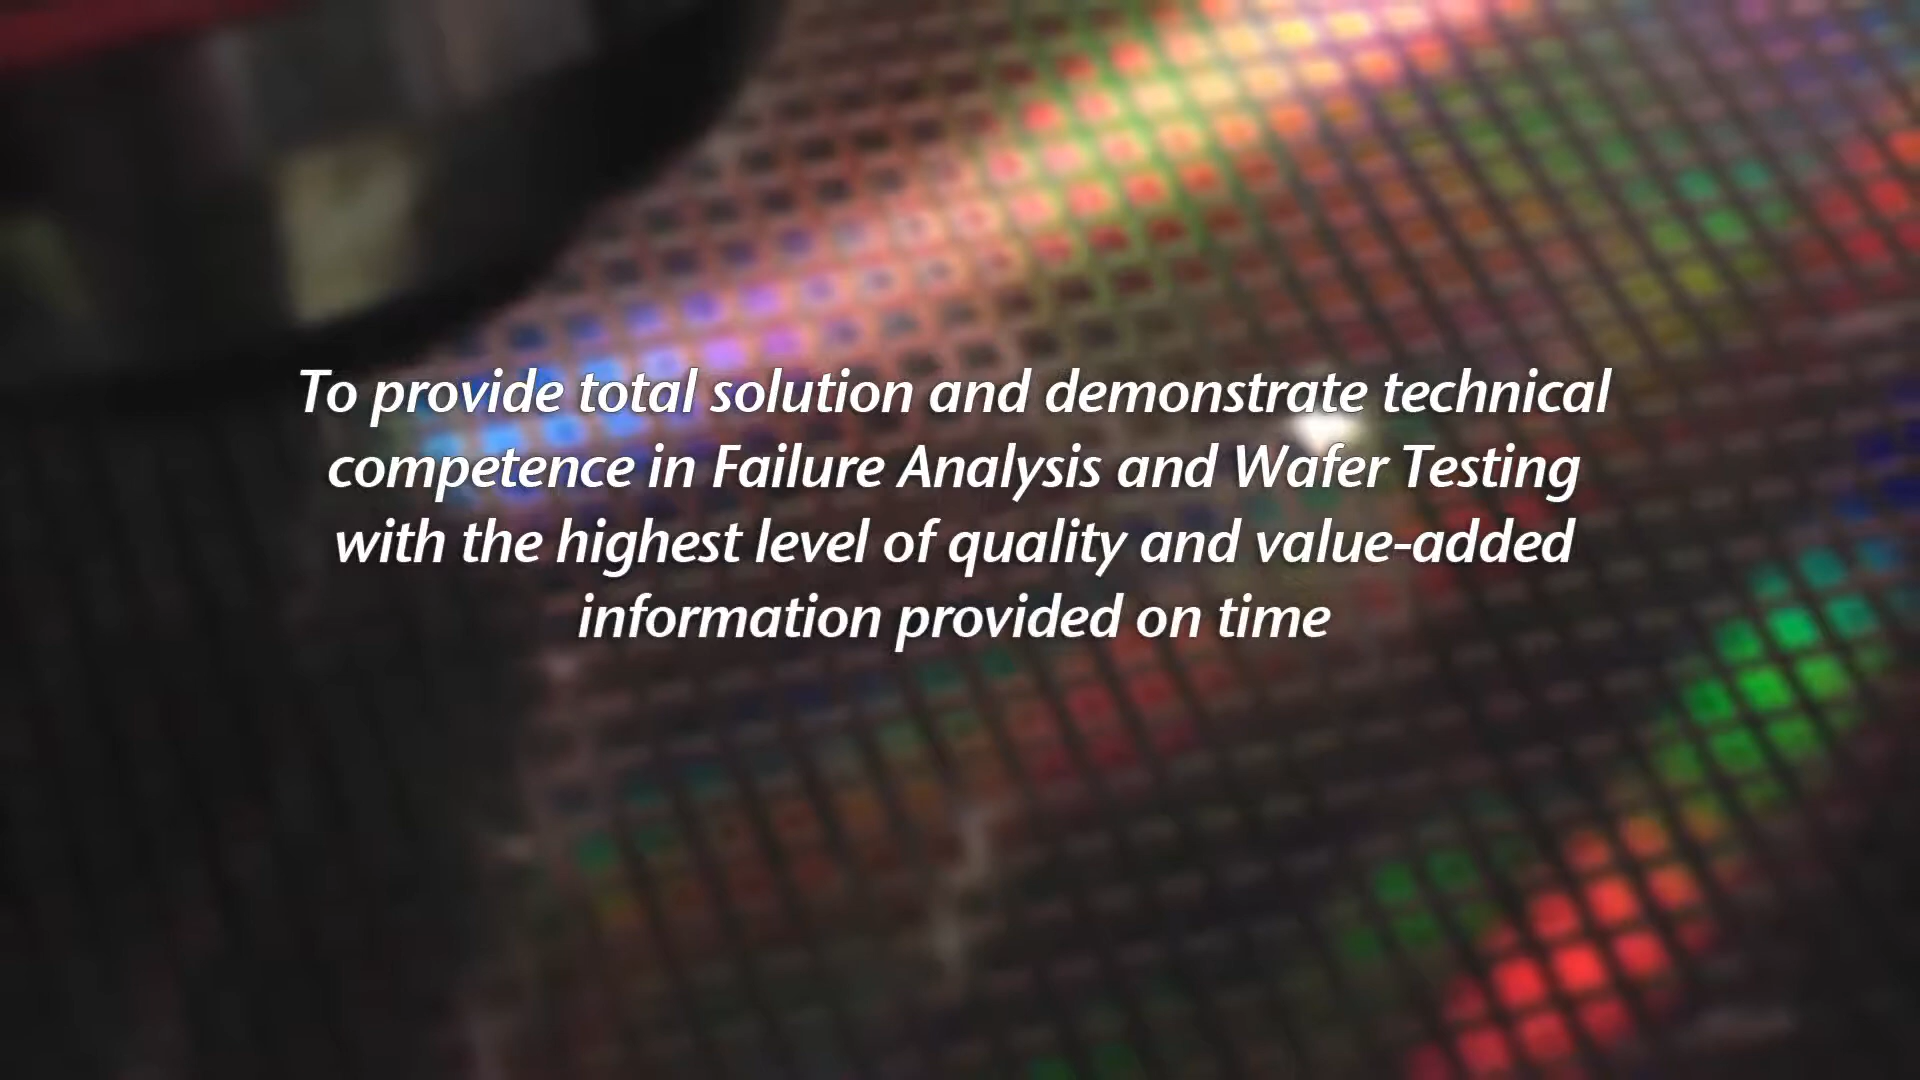 To provide total solution and demonstrate technical
competence in Failure Analysis and Wafer Testing
with the highest level of quality and value-added
information provided on time